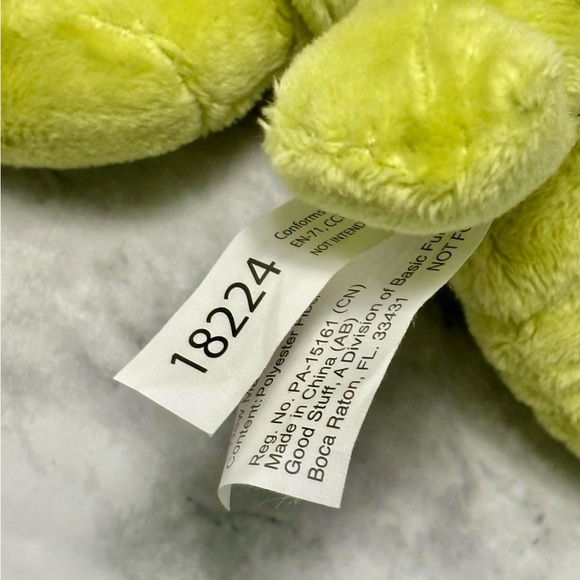 Conforms
EN-71, CC
NOT INTEND
18224
Content:Polyester Fiber
Reg. No. PA-15161 (CN)
Made in China (AB)
Good Stuff, A Division of Basic Fu
Boca Raton, FL. 33431
NOT F